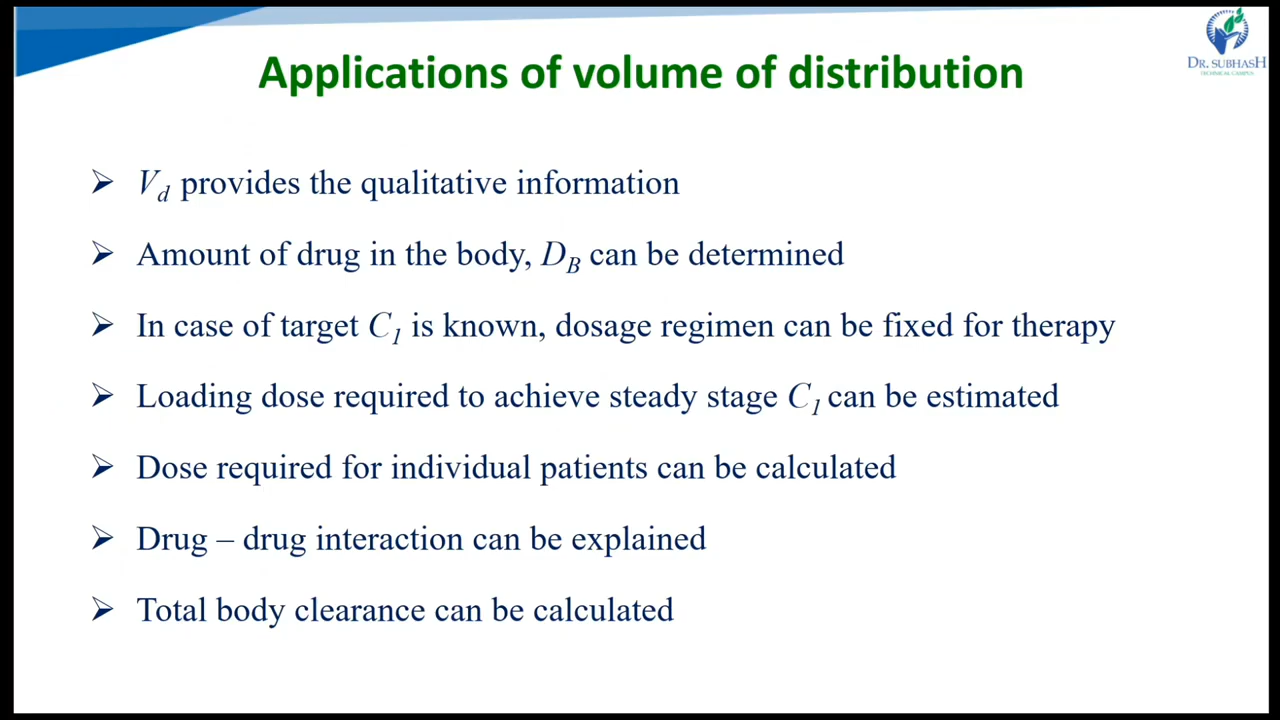 DR. SUBHASH
TECHNICAL CAMPUS
Applications of volume of distribution
➢ Vd provides the qualitative information
➢ Amount of drug in the body, DB can be determined
➢ In case of target C1 is known, dosage regimen can be fixed for therapy
➢ Loading dose required to achieve steady stage C1 can be estimated
➢ Dose required for individual patients can be calculated
➢ Drug – drug interaction can be explained
➢ Total body clearance can be calculated